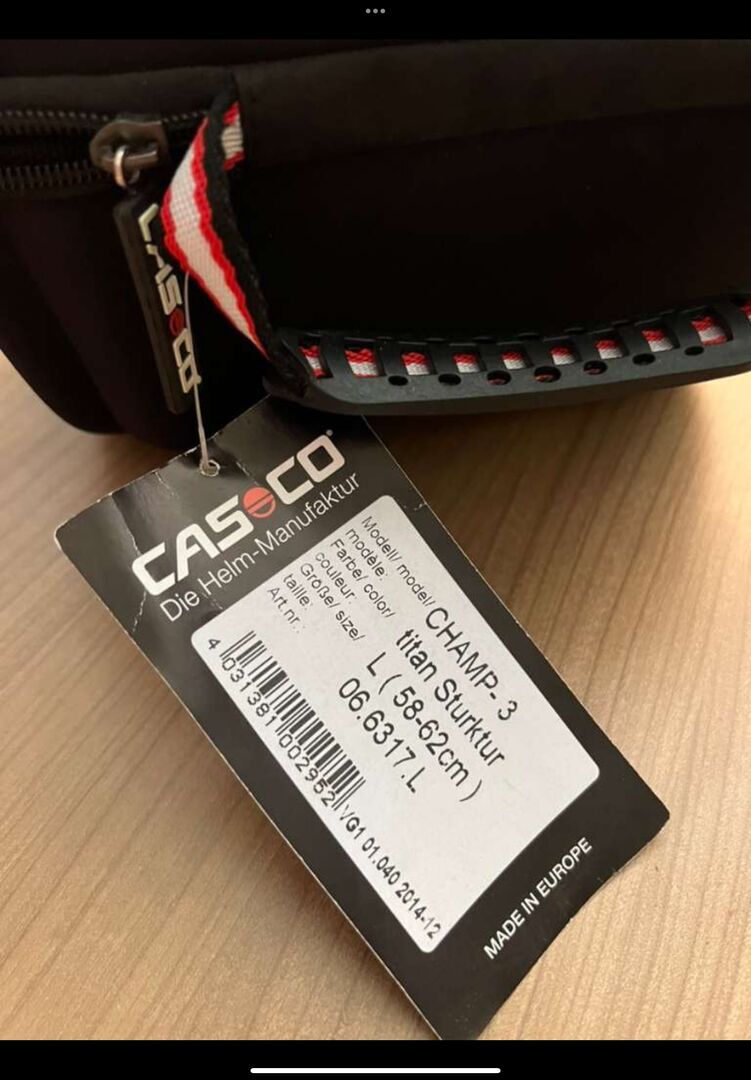 CASCO
CASCO
Die Helm-Manufaktur
Modell/ model/
modèle:
CHAMP- 3
Farbe/ color/
couleur:
titan Sturktur
Größe/ size/
taille:
L ( 58-62cm )
Art.nr.:
06.6317.L
4 031381 002952
VG1 01.040 2014-12
MADE IN EUROPE